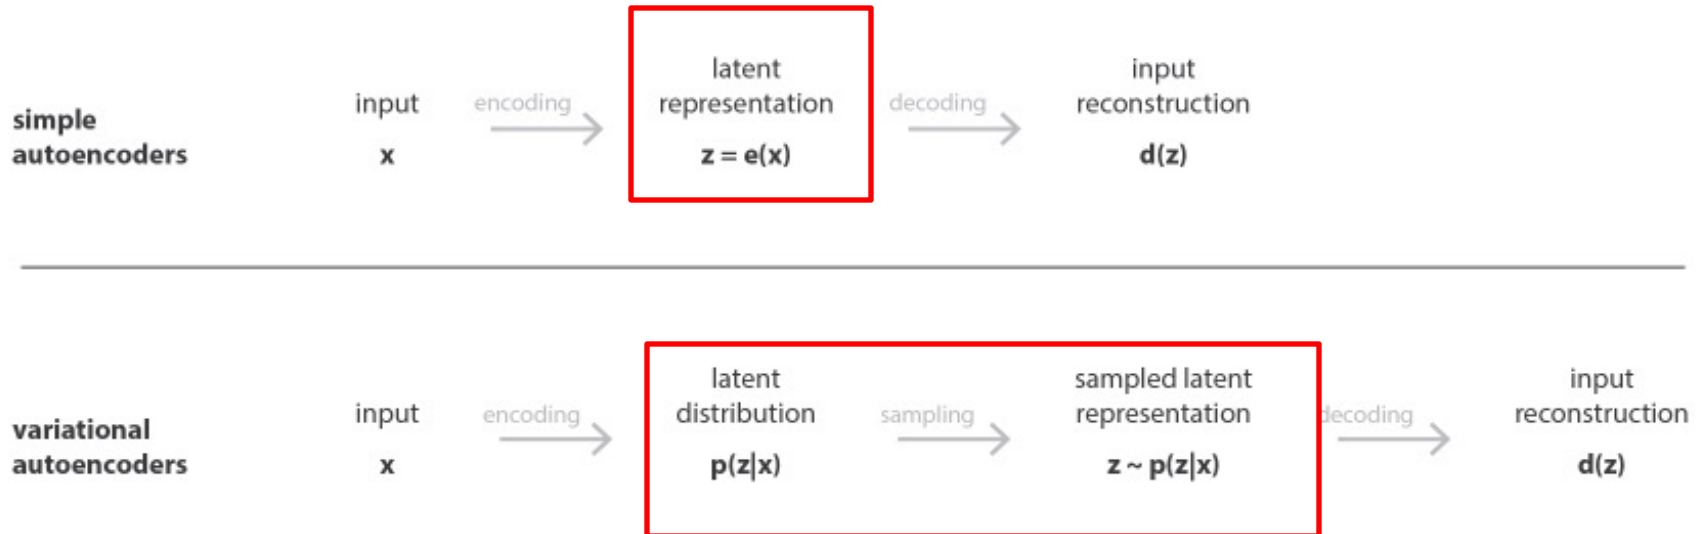 simple
autoencoders
input
x
encoding
latent
representation
z = e(x)
decoding
input
reconstruction
d(z)
variational
autoencoders
input
x
encoding
latent
distribution
p(z|x)
sampling
sampled latent
representation
z ~ p(z|x)
decoding
input
reconstruction
d(z)